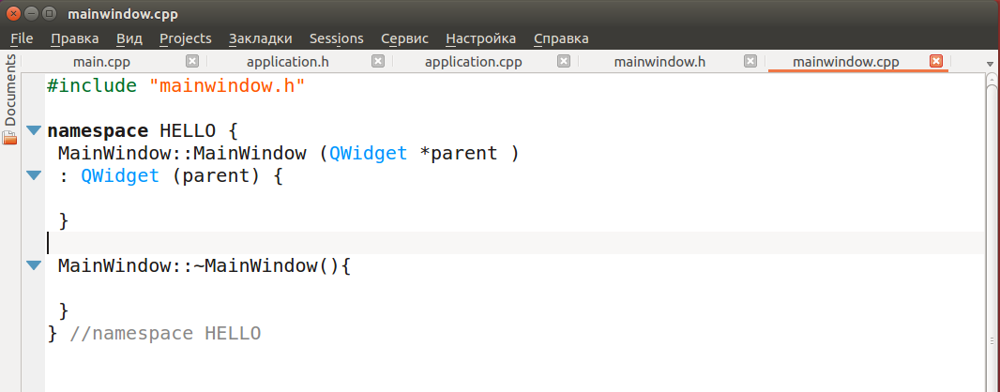 mainwindow.cpp
File Правка Вид Projects Закладки Sessions Сервис Настройка Справка
main.cpp application.h application.cpp mainwindow.h mainwindow.cpp
Documents
#include "mainwindow.h"
namespace HELLO {
MainWindow::MainWindow (QWidget *parent )
: QWidget (parent) {
}
MainWindow::~MainWindow(){
}
} //namespace HELLO